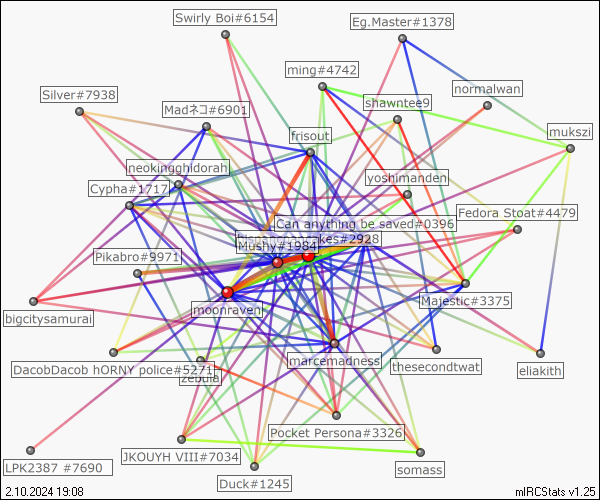 Swirly Boi#6154
Eg.Master#1378
ming#4742
normalwan
Silver#7938
shawntee9
Madネコ#6901
mukszi
frisout
neokingghidorah
yoshimanden
Cypha#1717
Fedora Stoat#4479
Can anything be saved#0396
kes#2928
Mushy#1984
Pikabro#9971
Majestic#3375
moonraven
bigcitysamurai
marcemadness
DacobDacob hORNY police#5271
thesecondtwat
eliakith
zebdia
Pocket Persona#3326
JKOUYH VIII#7034
LPK2387 #7690
somass
Duck#1245
2.10.2024 19:08
mIRCStats v1.25